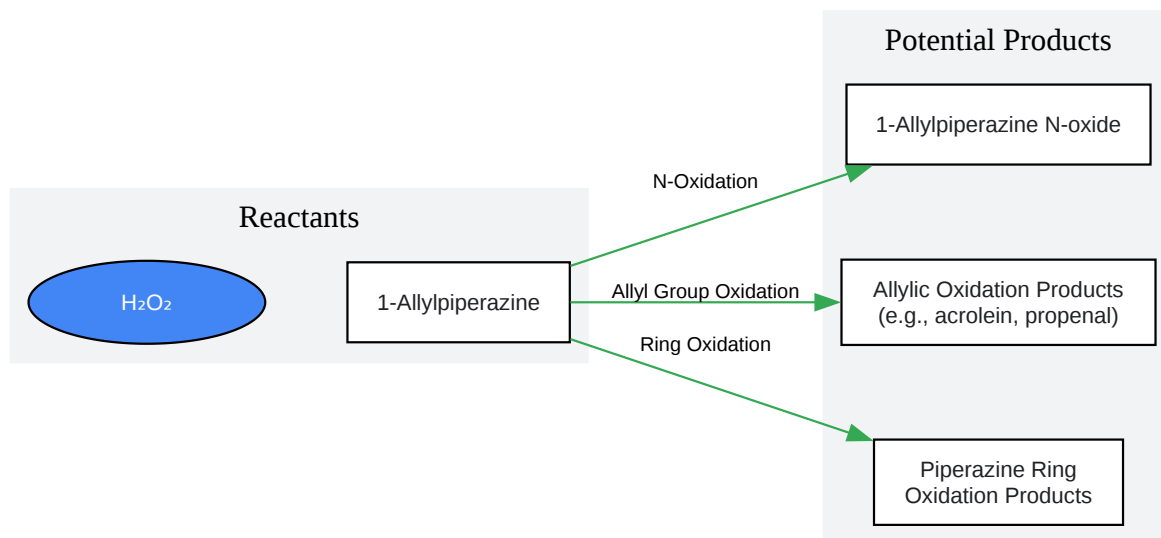 Potential Products
1-Allylpiperazine N-oxide
N-Oxidation
Reactants
H₂O₂
1-Allylpiperazine
Allyl Group Oxidation
Allylic Oxidation Products
(e.g., acrolein, propenal)
Ring Oxidation
Piperazine Ring
Oxidation Products